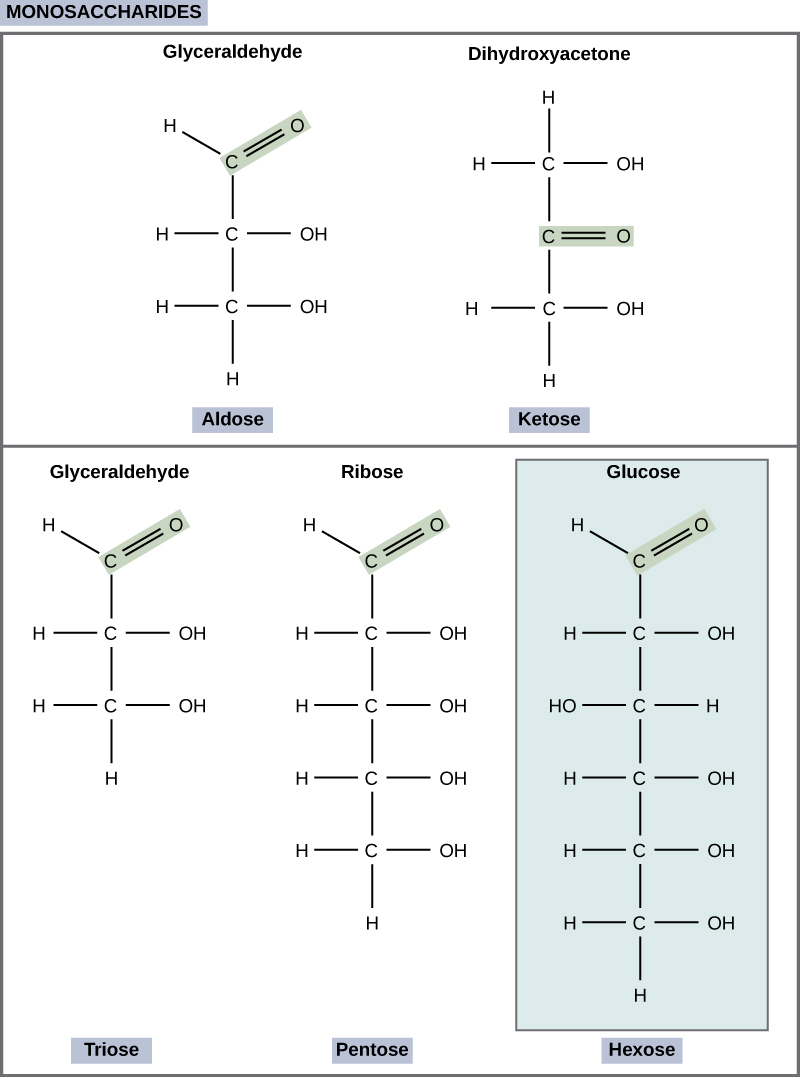 MONOSACCHARIDES
Glyceraldehyde Dihydroxyacetone
H
H O
C H C OH
H C OH C O
H C OH H C OH
H H
Aldose Ketose
Glyceraldehyde Ribose Glucose
H O H O H O
C C C
H C OH H C OH H C OH
H C OH H C OH HO C H
H H C OH H C OH
H C OH H C OH
H H C OH
H
Triose Pentose Hexose